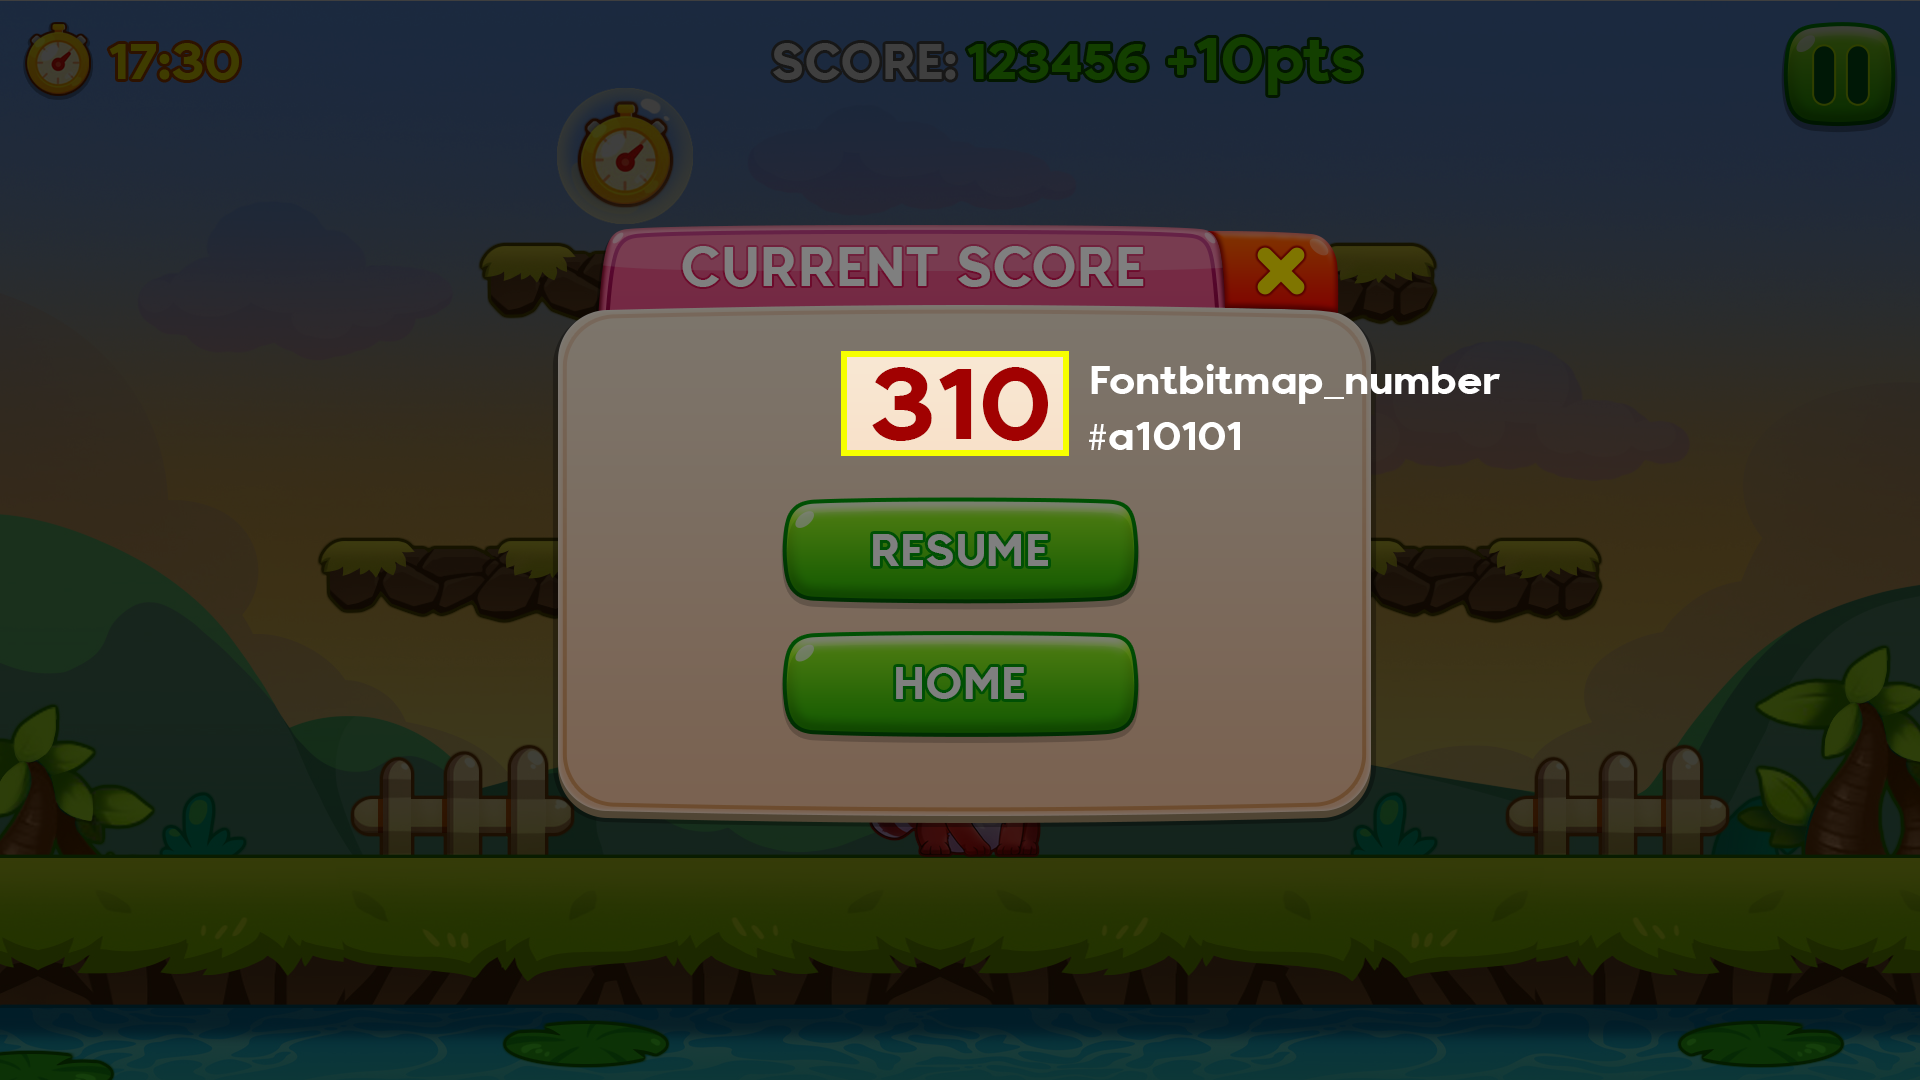 17:30
SCORE: 123456 +10pts
CURRENT SCORE
310
Fontbitmap_number
#a10101
RESUME
HOME